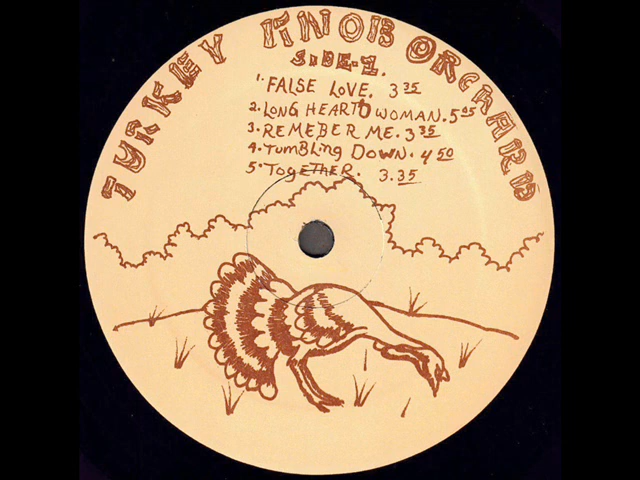 TURKEY KNOB ORCHARD
SIDE-1.
1. FALSE LOVE. 3 35
2. LONG HEART'D WOMAN. 5 05
3. REMEBER ME. 3 35
4. TUMBLING DOWN. 4 50
5. TOGETHER. 3.35